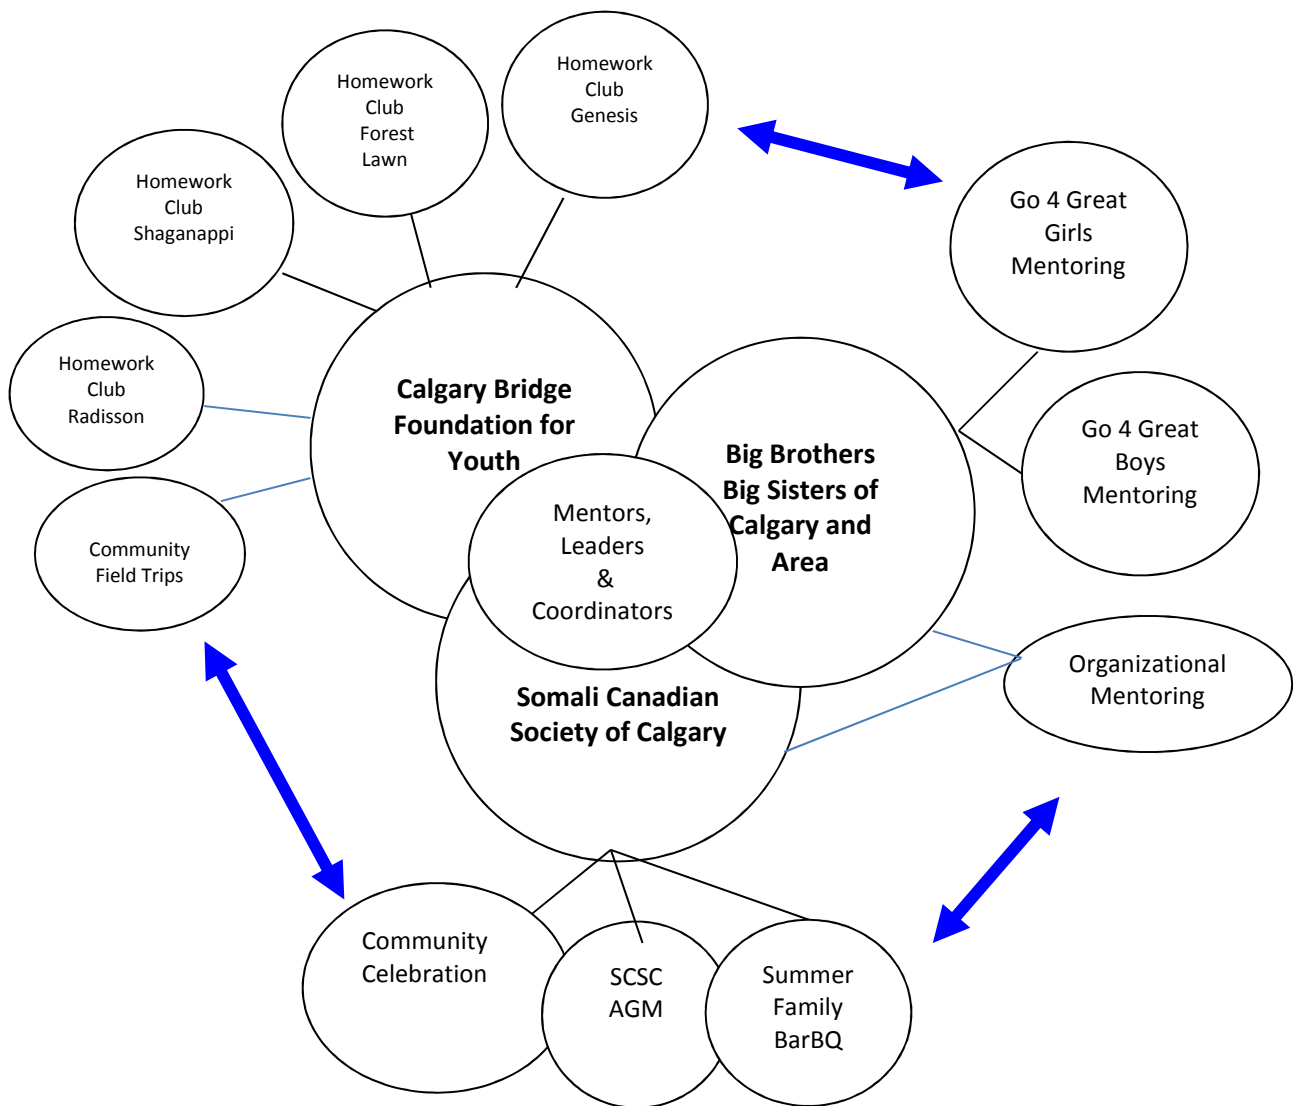 Homework
Club
Genesis
Homework
Club
Forest
Lawn
Homework
Club
Shaganappi
Go 4 Great
Girls
Mentoring
Homework
Club
Radisson
Calgary Bridge
Foundation for
Youth
Big Brothers
Big Sisters of
Calgary and
Area
Go 4 Great
Boys
Mentoring
Community
Field Trips
Mentors,
Leaders
&
Coordinators
Somali Canadian
Society of Calgary
Organizational
Mentoring
Community
Celebration
SCSC
AGM
Summer
Family
BarBQ